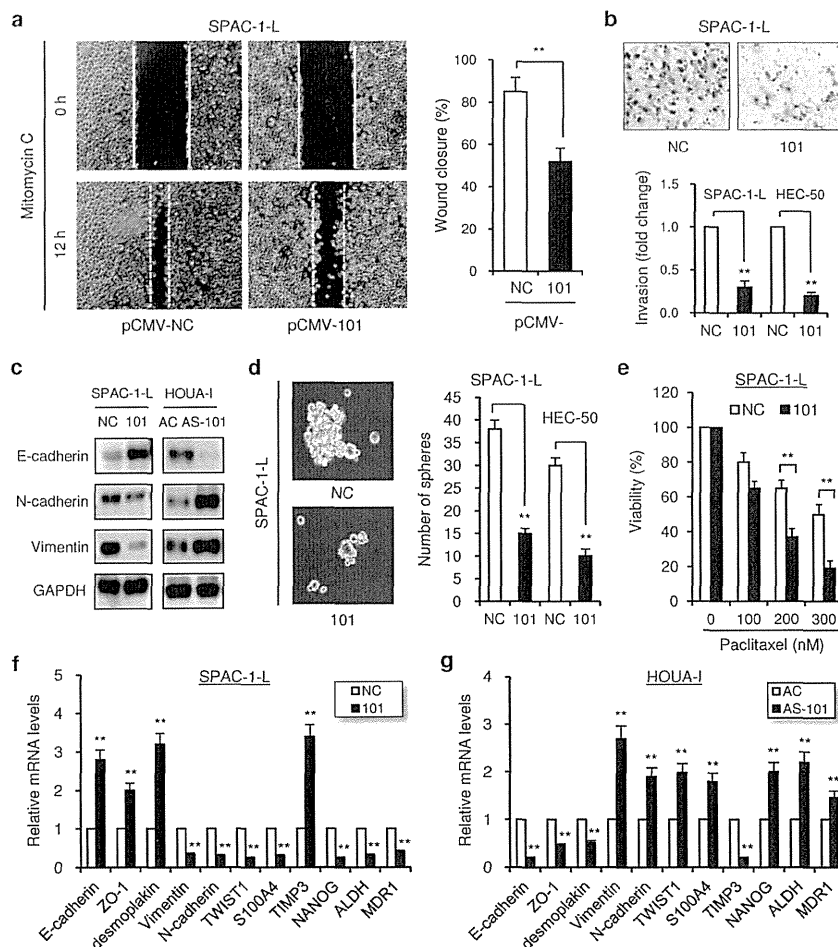 a
SPAC-1-L
Mitomycin C
0 h
12 h
pCMV-NC
pCMV-101
Wound closure (%)
100
80
60
40
20
0
**
NC
101
pCMV-
b
SPAC-1-L
NC
101
Invasion (fold change)
1.5
1.0
0.5
0.0
SPAC-1-L
HEC-50
**
**
NC 101 NC 101
c
SPAC-1-L HOUA-I
NC 101 AC AS-101
E-cadherin
N-cadherin
Vimentin
GAPDH
d
SPAC-1-L
NC
101
Number of spheres
45
40
35
30
25
20
15
10
5
0
SPAC-1-L
HEC-50
**
**
NC 101 NC 101
e
SPAC-1-L
NC 101
Viability (%)
120
100
80
60
40
20
0
**
**
0 100 200 300
Paclitaxel (nM)
f
SPAC-1-L
NC
101
Relative mRNA levels
5
4
3
2
1
0
** ** ** ** ** ** ** ** ** ** **
E-cadherin
ZO-1
desmoplakin
Vimentin
N-cadherin
TWIST1
S100A4
TIMP3
NANOG
ALDH
MDR1
g
HOUA-I
AC
AS-101
Relative mRNA levels
4
3
2
1
0
** ** ** ** ** ** ** ** ** ** **
E-cadherin
ZO-1
desmoplakin
Vimentin
N-cadherin
TWIST1
S100A4
TIMP3
NANOG
ALDH
MDR1